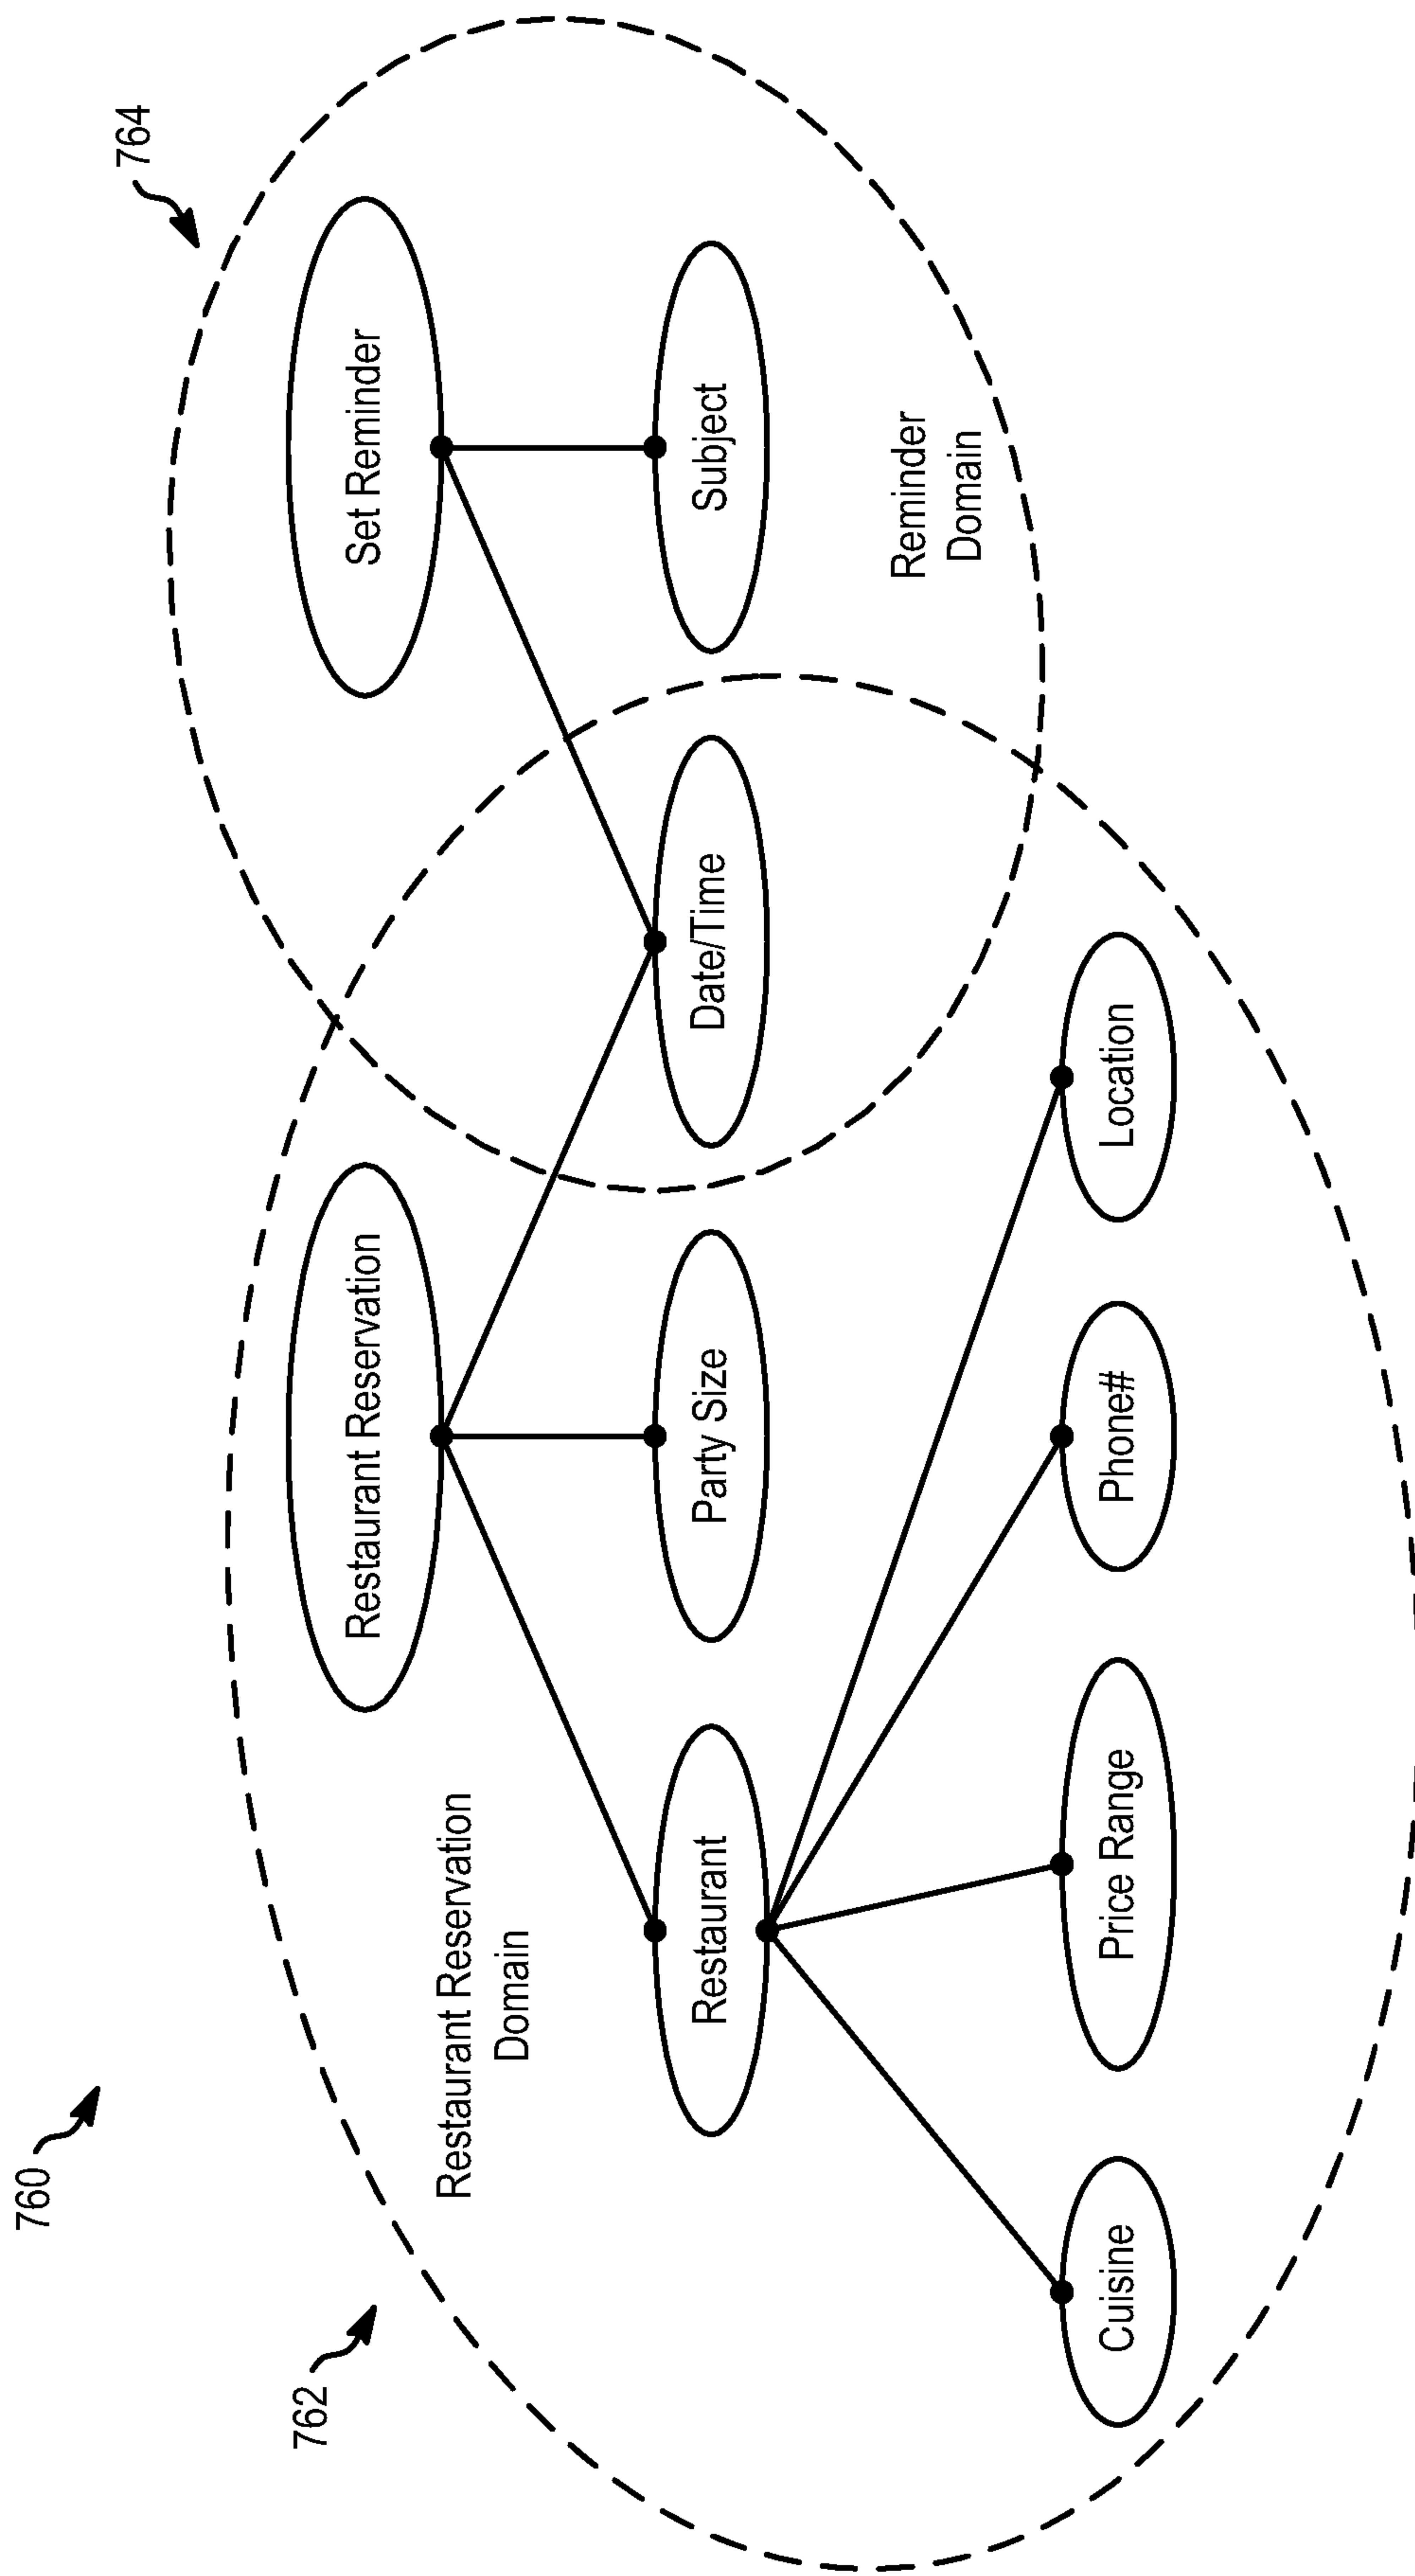 760
762
764
Restaurant Reservation
Set Reminder
Restaurant Reservation
Domain
Restaurant
Party Size
Date/Time
Subject
Reminder
Domain
Cuisine
Price Range
Phone#
Location